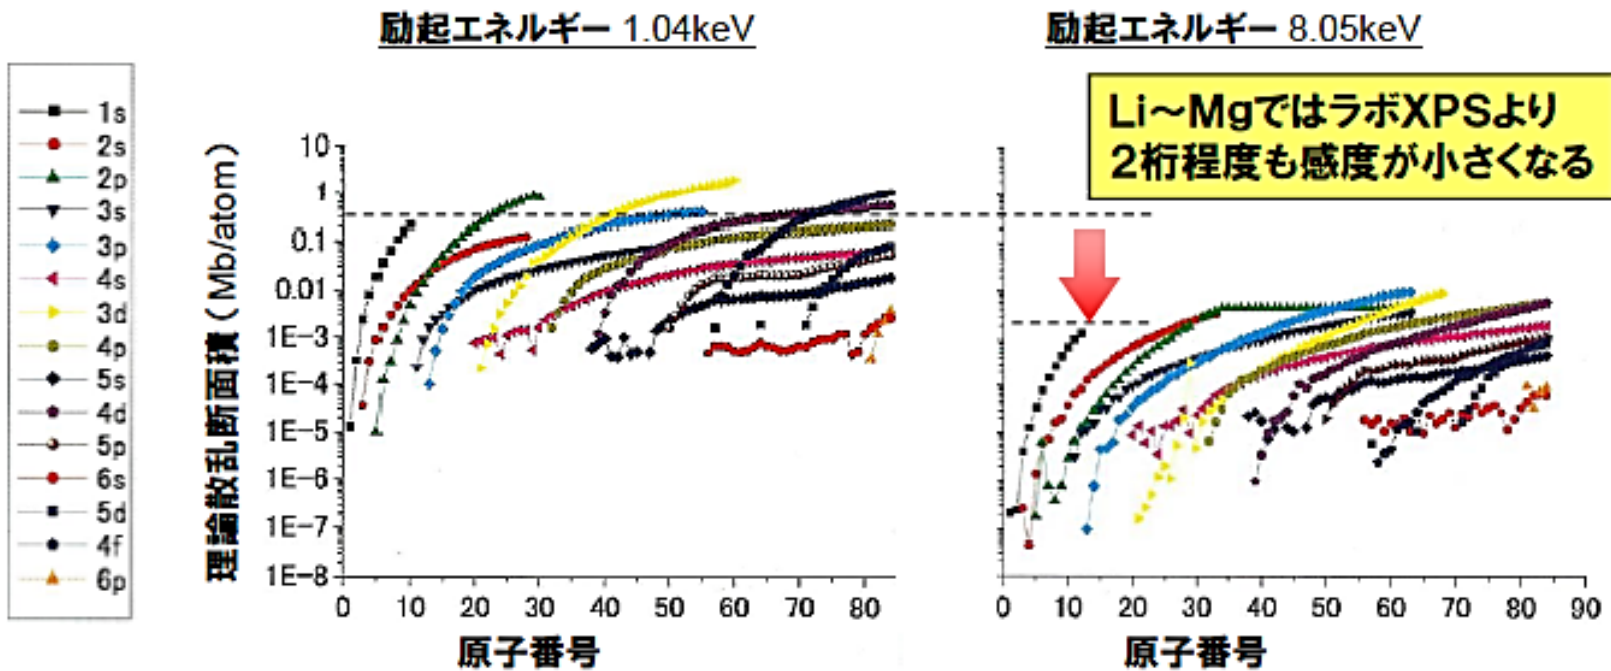 励起エネルギー 1.04keV
励起エネルギー 8.05keV
Li～MgではラボXPSより
2桁程度も感度が小さくなる
1s
2s
2p
3s
3p
4s
3d
4p
5s
4d
5p
6s
5d
4f
6p
理論散乱断面積(Mb/atom)
10
1
0.1
0.01
1E-3
1E-4
1E-5
1E-6
1E-7
1E-8
0 10 20 30 40 50 60 70 80
原子番号
0 10 20 30 40 50 60 70 80 90
原子番号